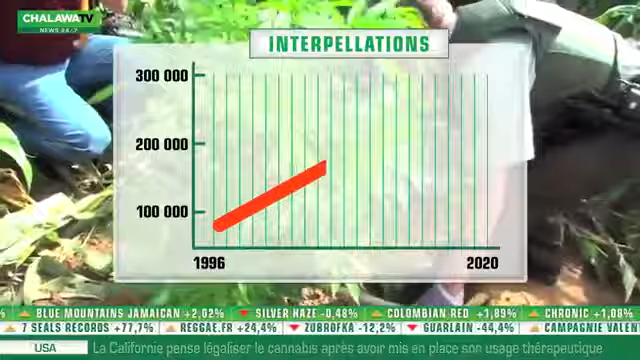 CHALAWA TV
NEWS 24/7
INTERPELLATIONS
300 000
200 000
100 000
1996
2020
BLUE MOUNTAINS JAMAICAN +2,02% SILVER HAZE -0,48% COLOMBIAN RED +3,89% CHRONIC +1,08%
7 SEALS RECORDS +77,7% REGGAE.FR +24,4% ZUBROFKA -12,2% GUARLAIN -44,4% CAMPAGNIE VALEN
USA La Californie pense légaliser le cannabis après avoir mis en place son usage thérapeutique.